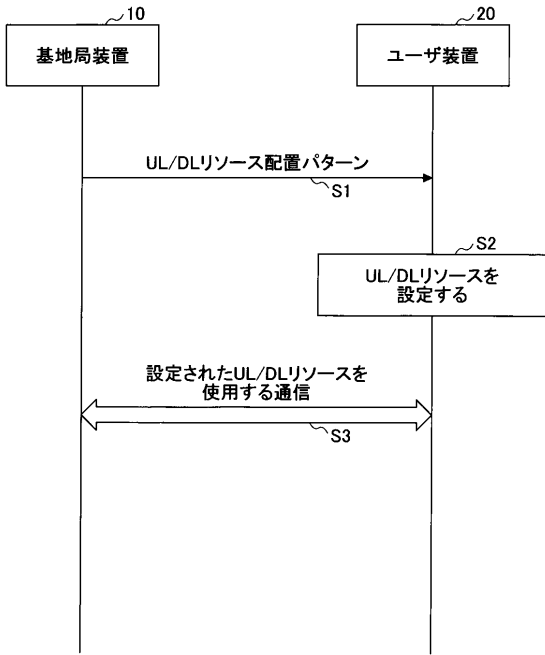 10
20
基地局装置
ユーザ装置
UL/DLリソース配置パターン
S1
S2
UL/DLリソースを
設定する
設定されたUL/DLリソースを
使用する通信
S3